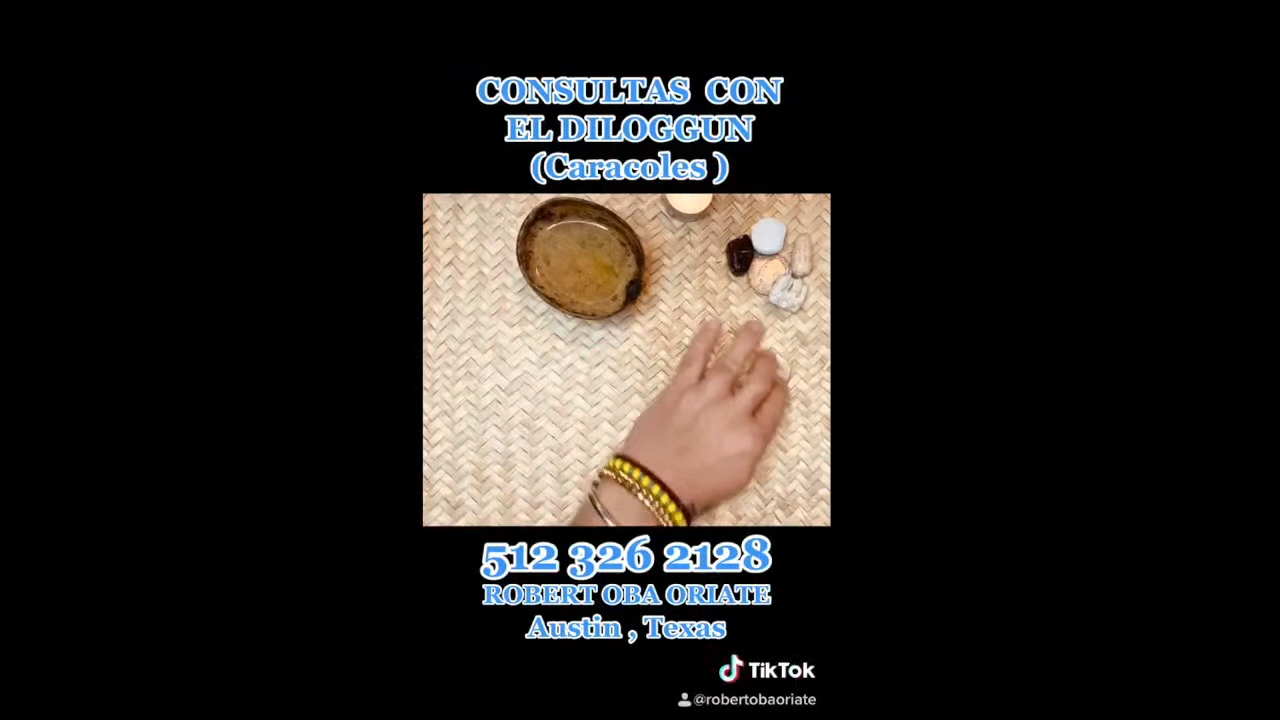 CONSULTAS CON
EL DILOGGUN
(Caracoles )
512 326 2128
ROBERT OBA ORIATE
Austin , Texas
TikTok
@robertobaoriate